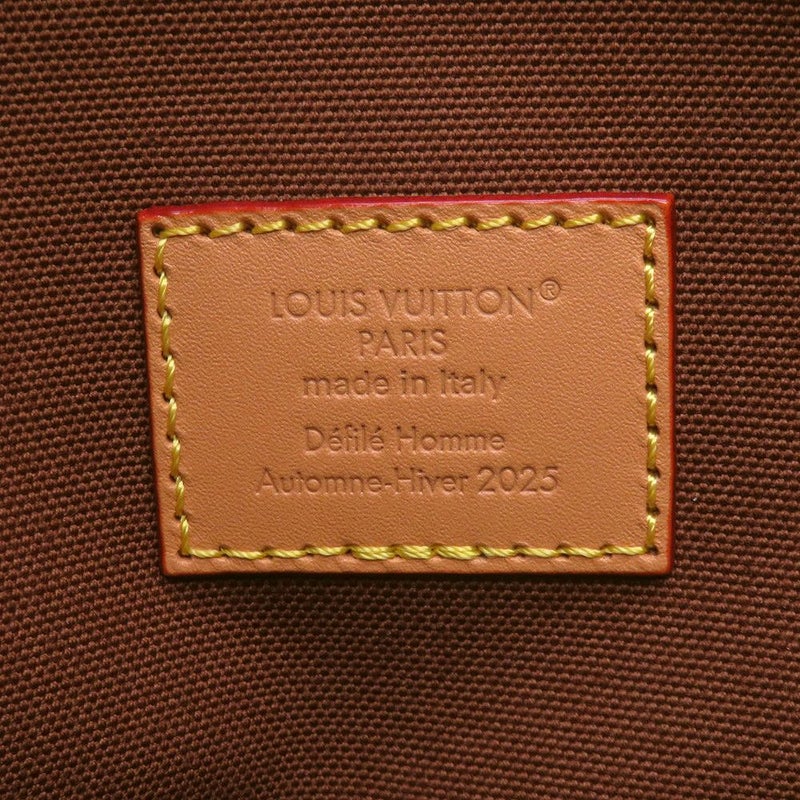 LOUIS VUITTON®
PARIS
made in Italy
Défilé Homme
Automne-Hiver 2025